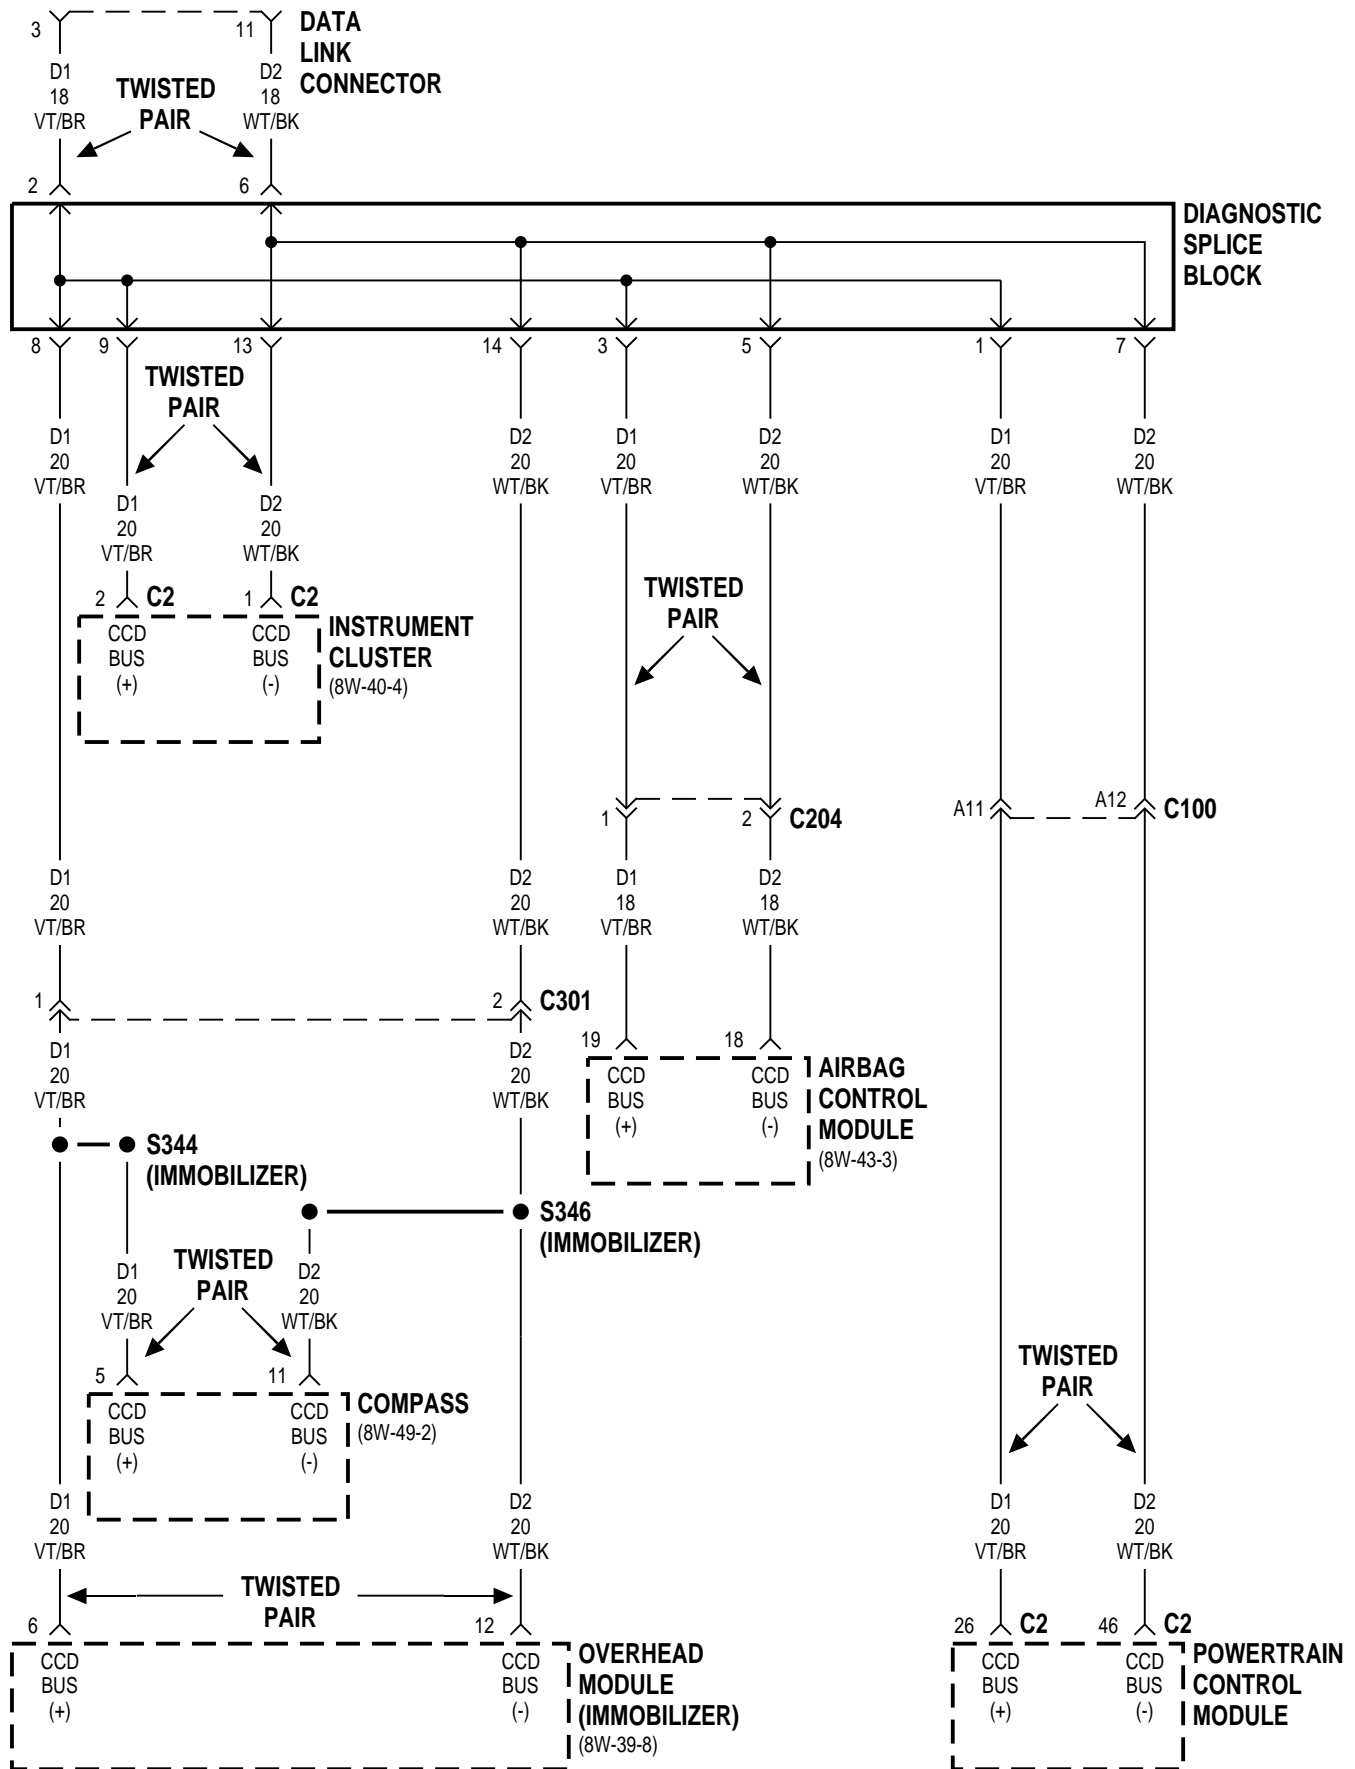 3
11
DATA
LINK
CONNECTOR
D1
18
VT/BR
D2
18
WT/BK
TWISTED
PAIR
2
6
DIAGNOSTIC
SPLICE
BLOCK
8
9
13
14
3
5
1
7
TWISTED
PAIR
D1
20
VT/BR
D2
20
WT/BK
D1
20
VT/BR
D2
20
WT/BK
D1
20
VT/BR
D2
20
WT/BK
D1
20
VT/BR
D2
20
WT/BK
2
C2
1
C2
CCD
BUS
(+)
CCD
BUS
(-)
INSTRUMENT
CLUSTER
(8W-40-4)
TWISTED
PAIR
1
2
C204
A11
A12
C100
D1
20
VT/BR
D2
20
WT/BK
D1
18
VT/BR
D2
18
WT/BK
1
2
C301
D1
20
VT/BR
D2
20
WT/BK
19
18
CCD
BUS
(+)
CCD
BUS
(-)
AIRBAG
CONTROL
MODULE
(8W-43-3)
S344
(IMMOBILIZER)
S346
(IMMOBILIZER)
TWISTED
PAIR
D1
20
VT/BR
D2
20
WT/BK
5
11
CCD
BUS
(+)
CCD
BUS
(-)
COMPASS
(8W-49-2)
TWISTED
PAIR
D1
20
VT/BR
D2
20
WT/BK
D1
20
VT/BR
D2
20
WT/BK
TWISTED
PAIR
6
12
CCD
BUS
(+)
CCD
BUS
(-)
OVERHEAD
MODULE
(IMMOBILIZER)
(8W-39-8)
26
C2
46
C2
CCD
BUS
(+)
CCD
BUS
(-)
POWERTRAIN
CONTROL
MODULE